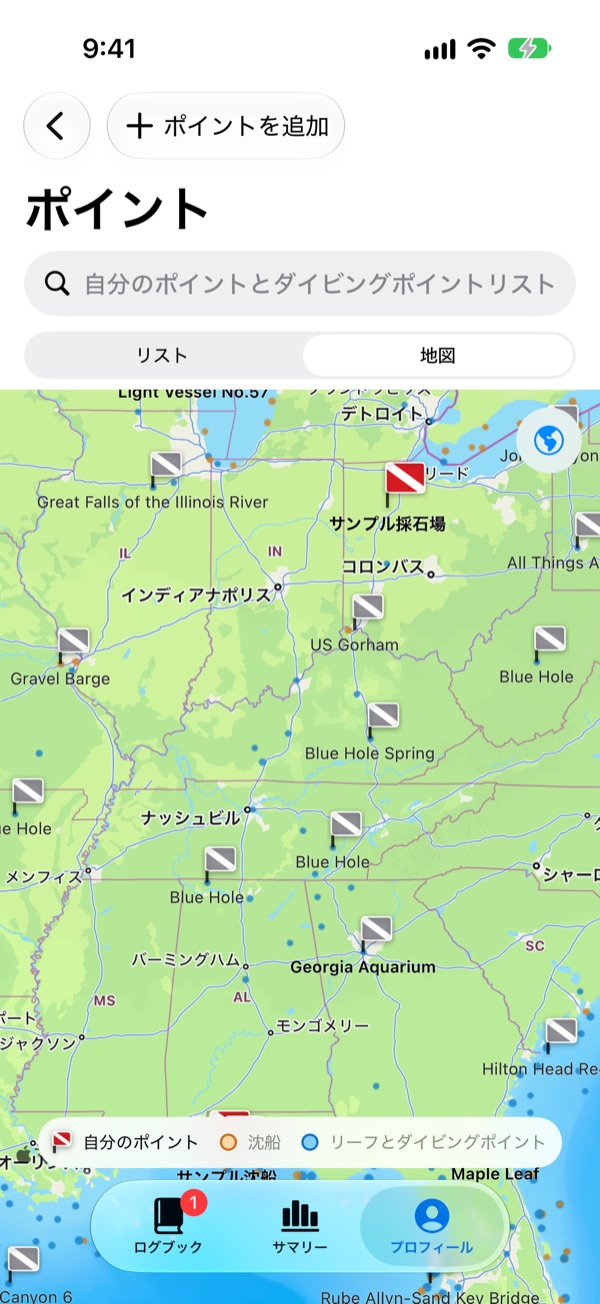 9:41
ポイントを追加
ポイント
自分のポイントとダイビングポイントリスト
リスト
地図
Light Vessel No.57
デトロイト
リード
Great Falls of the Illinois River
サンプル採石場
IL
IN
コロンバス
All Things A
インディアナポリス
US Gorham
Gravel Barge
Blue Hole
Blue Hole Spring
e Hole
ナッシュビル
Blue Hole
メンフィス
シャーロ
Blue Hole
バーミングハム
Georgia Aquarium
SC
MS
AL
モンゴメリー
ポート
ジャクソン
Hilton Head Re
自分のポイント
沈船
リーフとダイビングポイント
サンプル沈船
Maple Leaf
1
ログブック
サマリー
プロフィール
Canyon 6
Rube Allyn-Sand Key Bridge